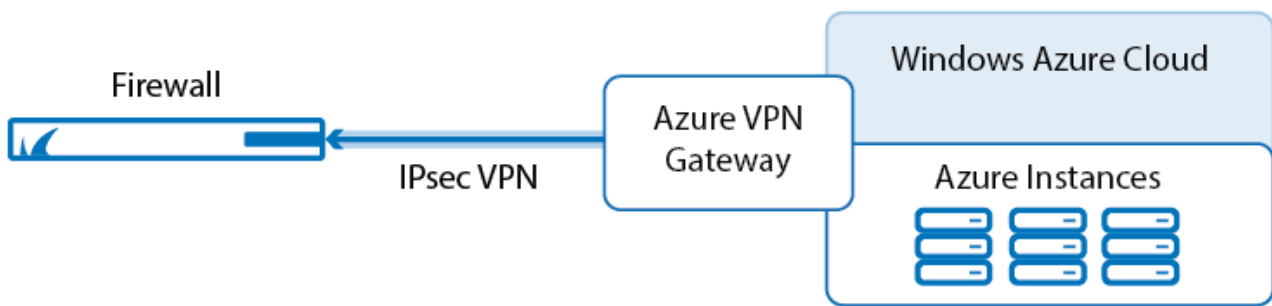 Firewall
IPsec VPN
Azure VPN
Gateway
Windows Azure Cloud
Azure Instances